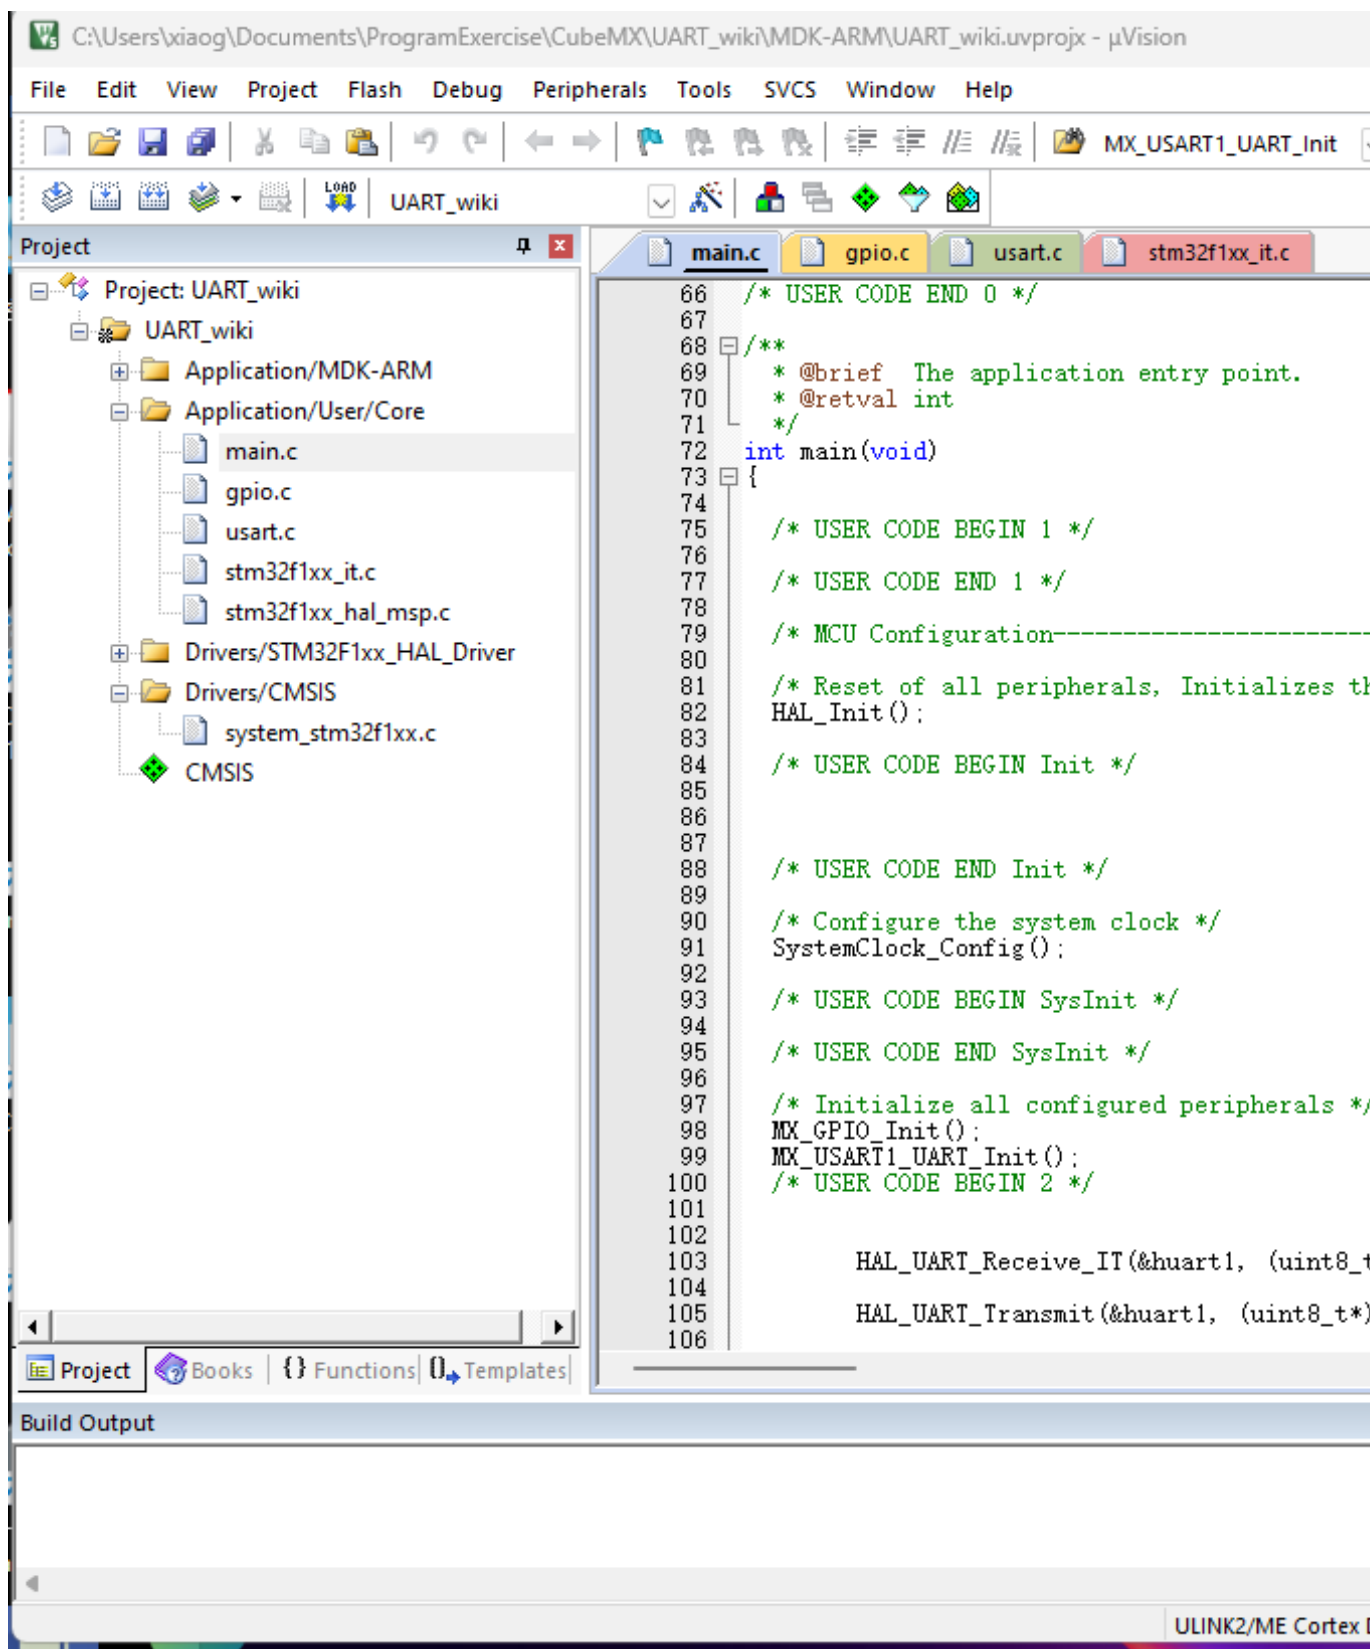 C:\Users\xiaog\Documents\ProgramExercise\CubeMX\UART_wiki\MDK-ARM\UART_wiki.uvprojx - µVision
File Edit View Project Flash Debug Peripherals Tools SVCS Window Help
MX_USART1_UART_Init
LOAD UART_wiki
Project
Project: UART_wiki
UART_wiki
Application/MDK-ARM
Application/User/Core
main.c
gpio.c
usart.c
stm32f1xx_it.c
stm32f1xx_hal_msp.c
Drivers/STM32F1xx_HAL_Driver
Drivers/CMSIS
system_stm32f1xx.c
CMSIS
Project Books {} Functions Templates
main.c gpio.c usart.c stm32f1xx_it.c
66 /* USER CODE END 0 */
67
68 /**
69 * @brief The application entry point.
70 * @retval int
71 */
72 int main(void)
73 {
74
75 /* USER CODE BEGIN 1 */
76
77 /* USER CODE END 1 */
78
79 /* MCU Configuration-----------------------
80
81 /* Reset of all peripherals, Initializes th
82 HAL_Init();
83
84 /* USER CODE BEGIN Init */
85
86
87
88 /* USER CODE END Init */
89
90 /* Configure the system clock */
91 SystemClock_Config();
92
93 /* USER CODE BEGIN SysInit */
94
95 /* USER CODE END SysInit */
96
97 /* Initialize all configured peripherals */
98 MX_GPIO_Init();
99 MX_USART1_UART_Init();
100 /* USER CODE BEGIN 2 */
101
102
103 HAL_UART_Receive_IT(&huart1, (uint8_t
104
105 HAL_UART_Transmit(&huart1, (uint8_t*)
106
Build Output
ULINK2/ME Cortex